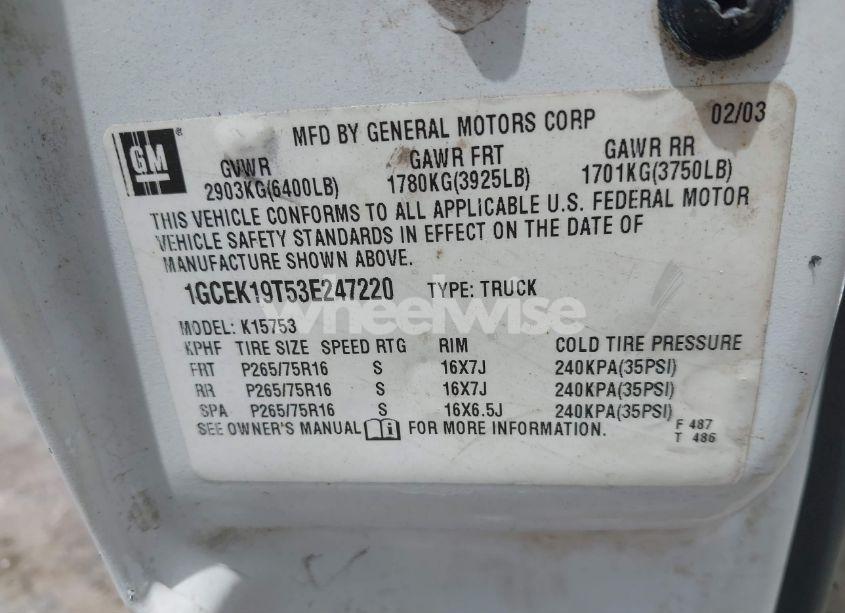 GM
®
MFD BY GENERAL MOTORS CORP 02/03
GVWR GAWR FRT GAWR RR
2903KG(6400LB) 1780KG(3925LB) 1701KG(3750LB)
THIS VEHICLE CONFORMS TO ALL APPLICABLE U.S. FEDERAL MOTOR
VEHICLE SAFETY STANDARDS IN EFFECT ON THE DATE OF
MANUFACTURE SHOWN ABOVE.
1GCEK19T53E247220 TYPE: TRUCK
wheelwise
MODEL: K15753
KPHF TIRE SIZE SPEED RTG RIM COLD TIRE PRESSURE
FRT P265/75R16 S 16X7J 240KPA(35PSI)
RR P265/75R16 S 16X7J 240KPA(35PSI)
SPA P265/75R16 S 16X6.5J 240KPA(35PSI)
SEE OWNER'S MANUAL FOR MORE INFORMATION.
F 487
T 486